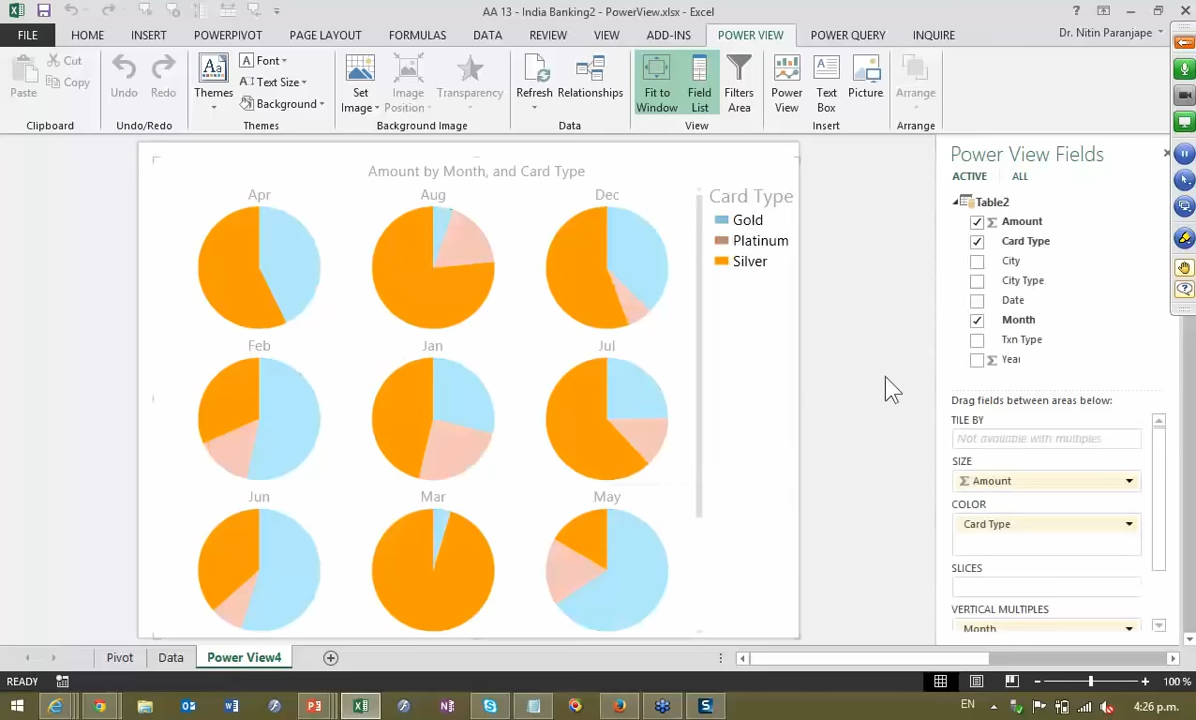 AA 13 - India Banking2 - PowerView.xlsx - Excel
FILE HOME INSERT POWERPIVOT PAGE LAYOUT FORMULAS DATA REVIEW VIEW ADD-INS POWER VIEW POWER QUERY INQUIRE Dr. Nitin Paranjape
Paste Cut Copy
Undo Redo
Themes Font Text Size Background
Set Image Image Position Transparency
Refresh Relationships
Fit to Window Field List Filters Area
Power View Text Box Picture
Arrange
Clipboard Undo/Redo Themes Background Image Data View Insert Arrange
Amount by Month, and Card Type
Apr Aug Dec
Feb Jan Jul
Jun Mar May
Card Type
Gold
Platinum
Silver
Power View Fields
ACTIVE ALL
Table2
Σ Amount
Card Type
City
City Type
Date
Month
Txn Type
Σ Year
Drag fields between areas below:
TILE BY
Not available with multiples
SIZE
Σ Amount
COLOR
Card Type
SLICES
VERTICAL MULTIPLES
Month
Pivot Data Power View4
READY 100 %
EN 4:26 p.m.